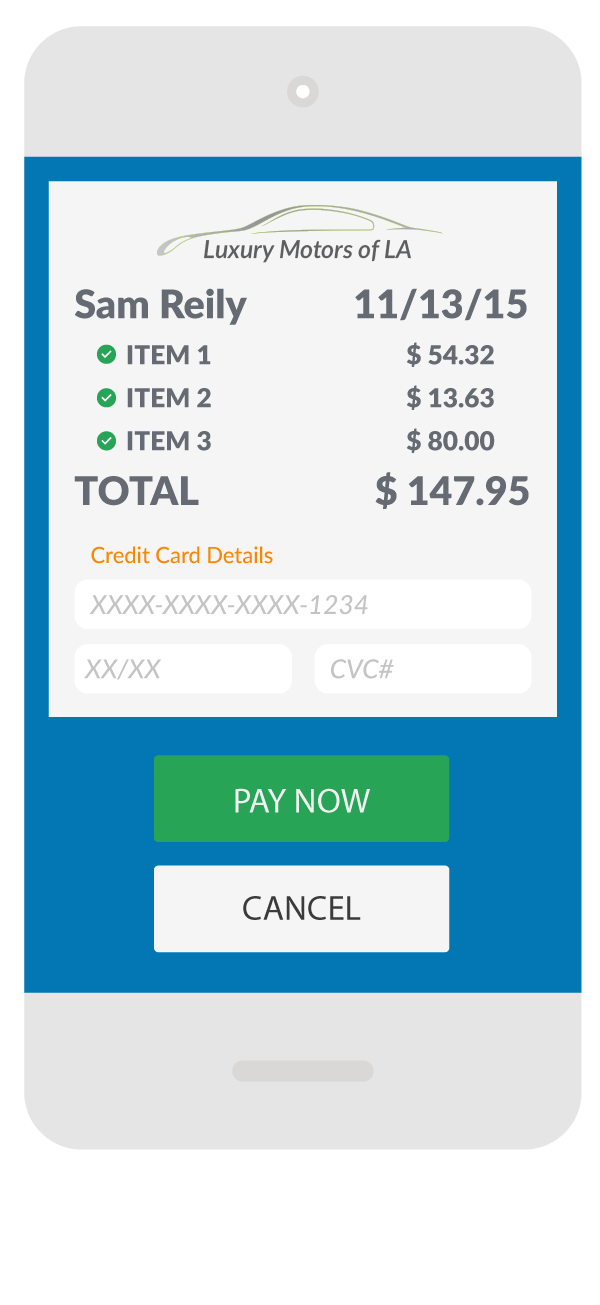 Luxury Motors of LA
Sam Reily 11/13/15
ITEM 1 $ 54.32
ITEM 2 $ 13.63
ITEM 3 $ 80.00
TOTAL $ 147.95
Credit Card Details
XXXX-XXXX-XXXX-1234
XX/XX CVC#
PAY NOW
CANCEL